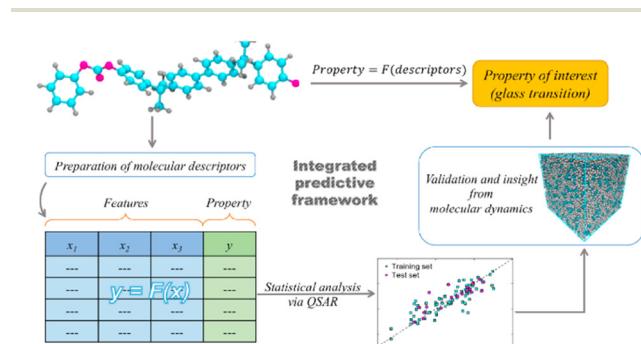 Property = F(descriptors)
Property of interest
(glass transition)
Preparation of molecular descriptors
Integrated
predictive
framework
Validation and insight
from
molecular dynamics
Features
Property
x1 x2 x3 y
--- --- --- ---
--- --- --- ---
y = F(x)
--- --- --- ---
--- --- --- ---
Statistical analysis
via QSAR
Training set
Test set